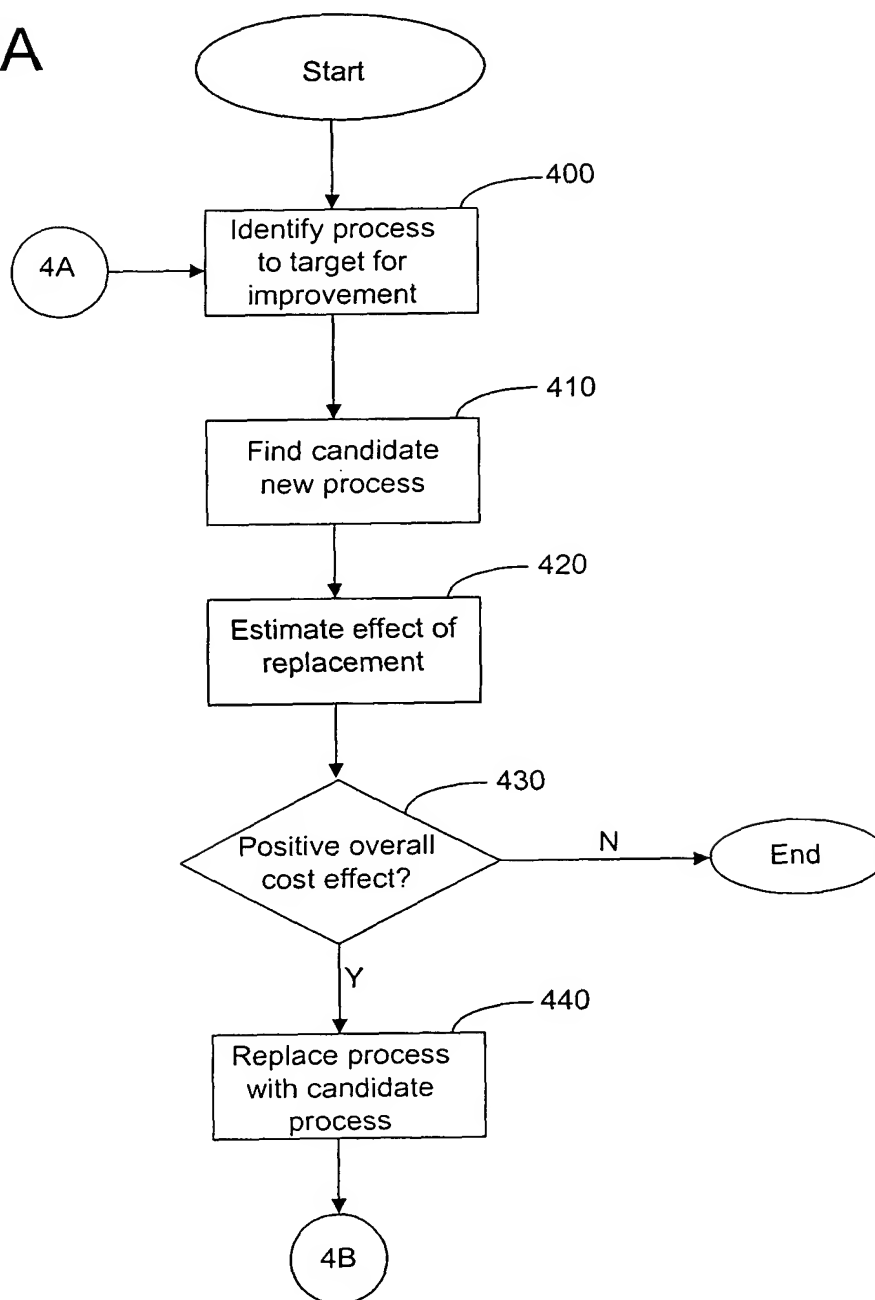 A
Start
400
Identify process
to target for
improvement
4A
410
Find candidate
new process
420
Estimate effect of
replacement
430
Positive overall
cost effect?
N
End
Y
440
Replace process
with candidate
process
4B